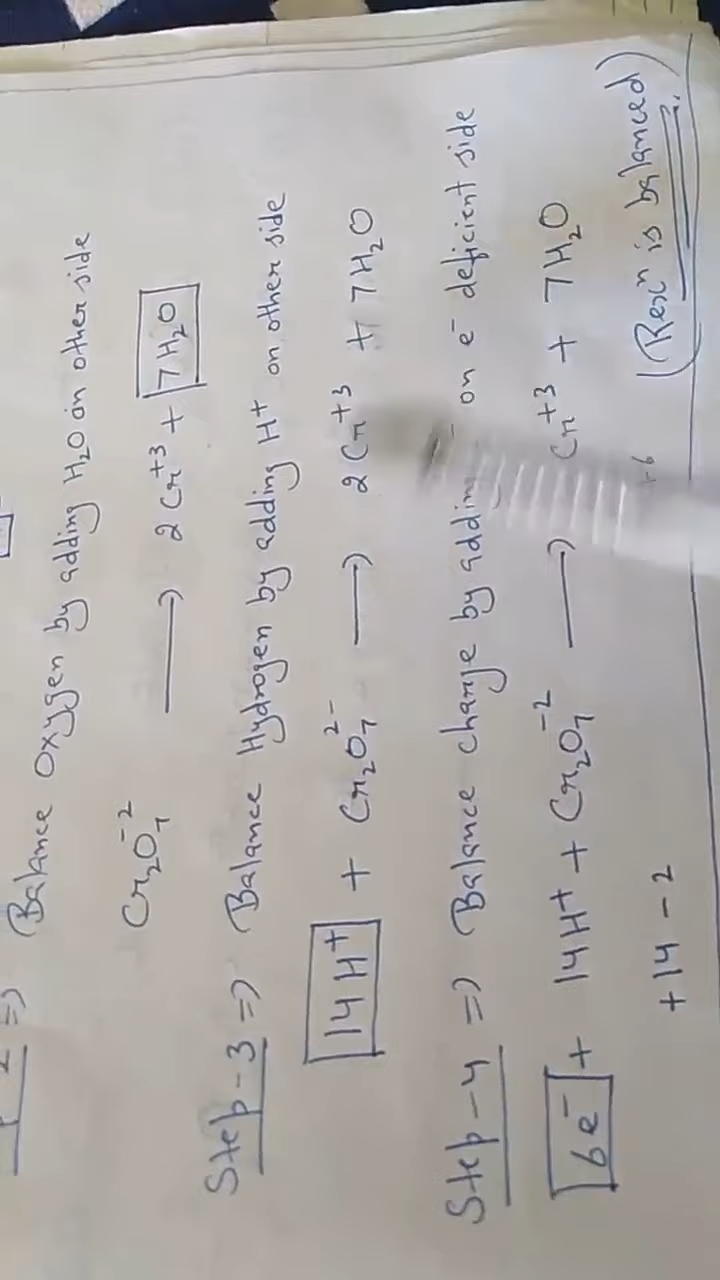 2 => Balance Oxygen by adding H₂O on other side
Cr₂O₇⁻² ⟶ 2Cr⁺³ + 7H₂O
Step-3 => Balance Hydrogen by adding H⁺ on other side
14H⁺ + Cr₂O₇²⁻ ⟶ 2Cr⁺³ + 7H₂O
Step-4 => Balance charge by on e⁻ deficient side
6e⁻ + 14H⁺ + Cr₂O₇⁻² ⟶ Cr⁺³ + 7H₂O
+14 -2 +6 (Rexⁿ is balanced)